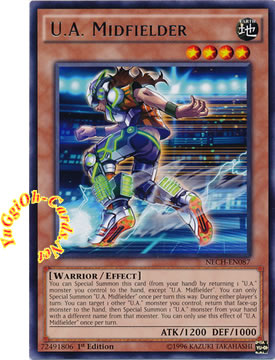 U.A. Midfielder
EARTH
地
YuGgiOh-Cards.Net
NECH-EN087
[WARRIOR / EFFECT]
You can Special Summon this card (from your hand) by returning 1 "U.A."
monster you control to the hand, except "U.A. Midfielder". You can only
Special Summon "U.A. Midfielder" once per turn this way. During either player's
turn: You can target 1 other "U.A." monster you control; return that face-up
monster to the hand, then Special Summon 1 "U.A." monster from your hand
with a different name from that monster. You can only use this effect of "U.A.
Midfielder" once per turn.
ATK/1200 DEF/1000
72491806 1st Edition ©1996 KAZUKI TAKAHASHI